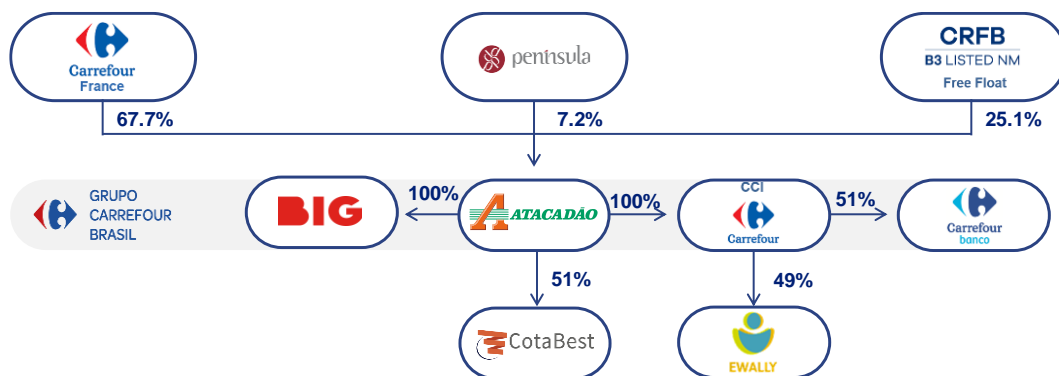 Carrefour
France
península
CRFB
B3 LISTED NM
Free Float
67.7%
7.2%
25.1%
GRUPO
CARREFOUR
BRASIL
BIG
100%
ATACADÃO
100%
CCI
Carrefour
51%
Carrefour
banco
51%
49%
CotaBest
EWALLY